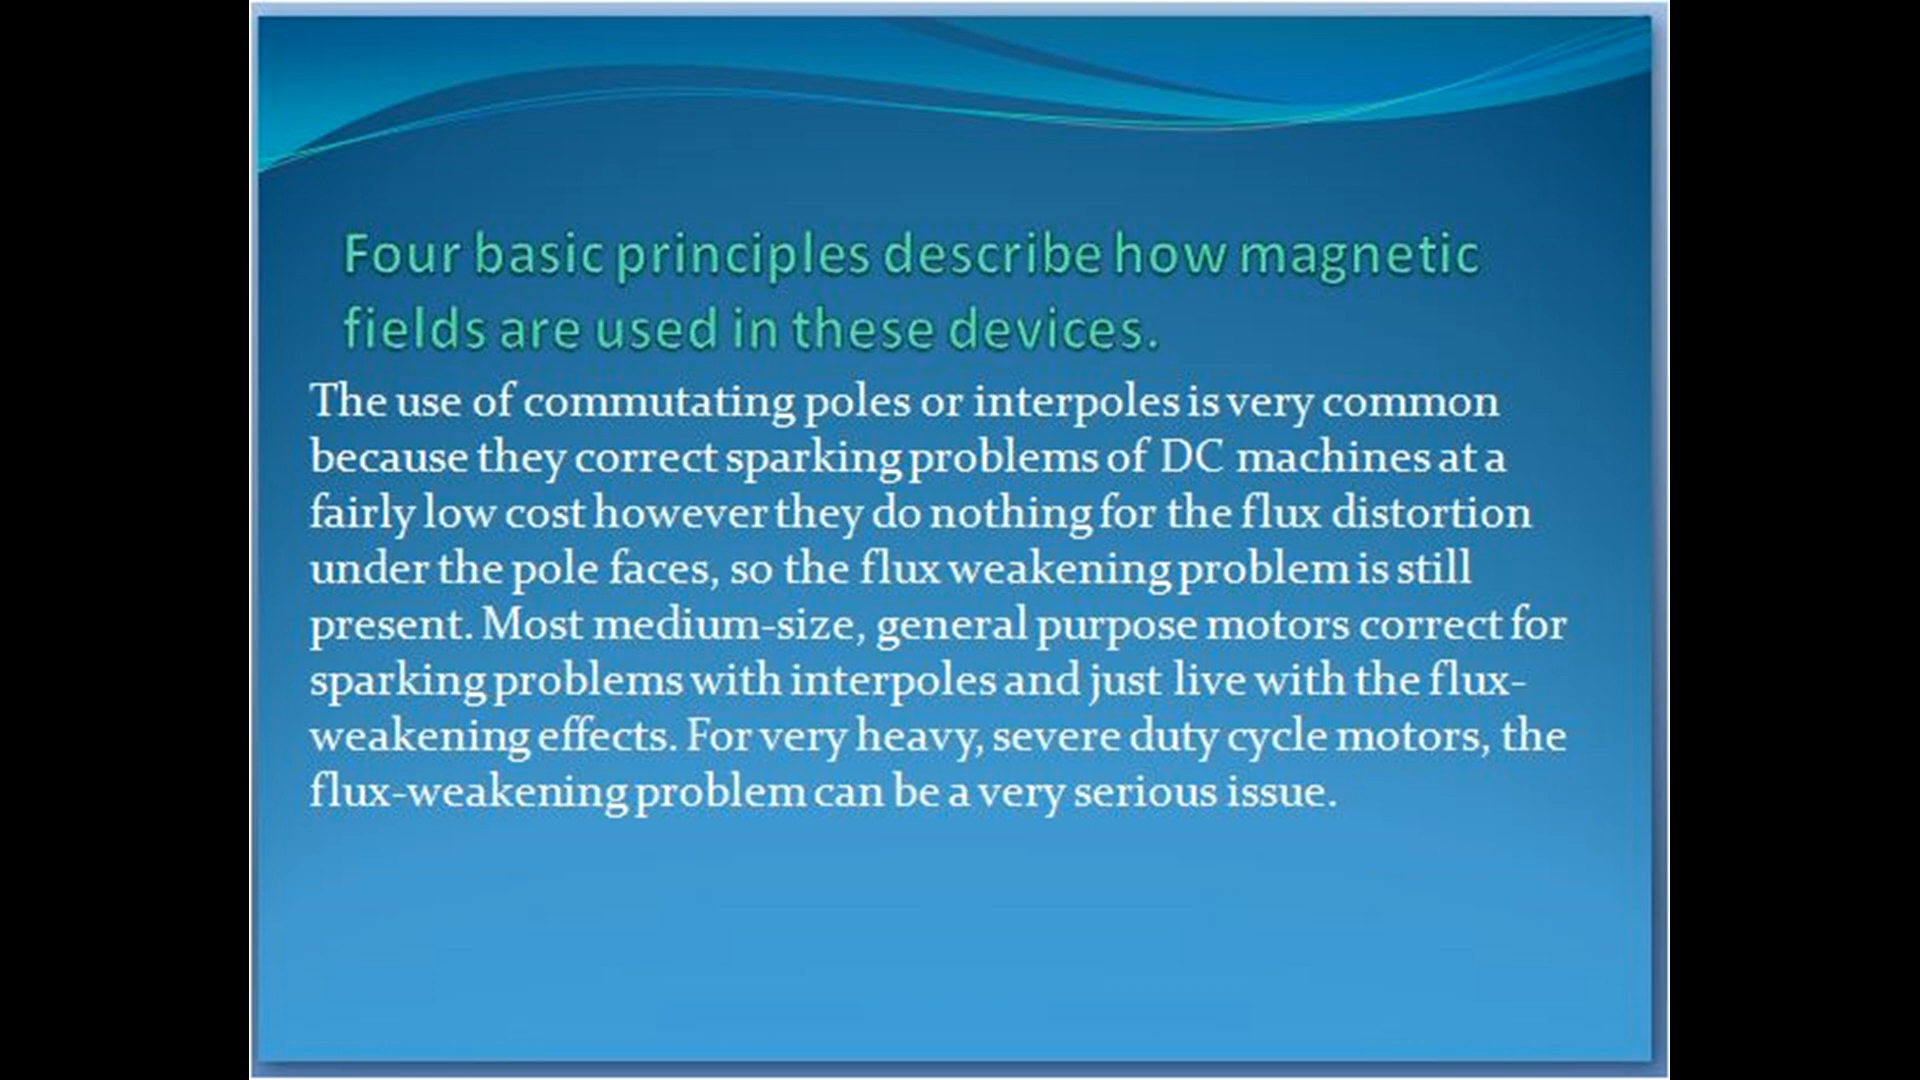 Four basic principles describe how magnetic
fields are used in these devices.
The use of commutating poles or interpoles is very common
because they correct sparking problems of DC machines at a
fairly low cost however they do nothing for the flux distortion
under the pole faces, so the flux weakening problem is still
present. Most medium-size, general purpose motors correct for
sparking problems with interpoles and just live with the flux-
weakening effects. For very heavy, severe duty cycle motors, the
flux-weakening problem can be a very serious issue.